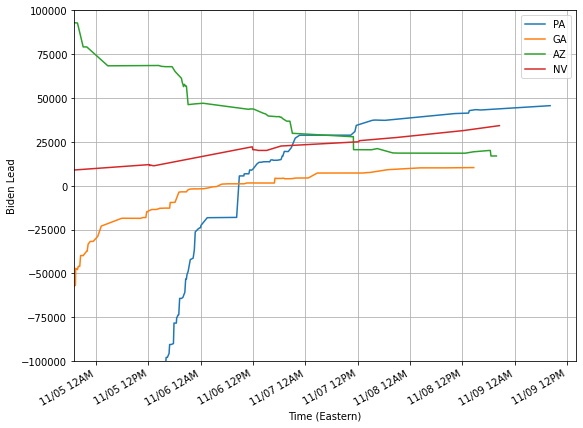 100000
75000
50000
25000
0
−25000
−50000
−75000
−100000
Biden Lead
PA
GA
AZ
NV
11/05 12AM
11/05 12PM
11/06 12AM
11/06 12PM
11/07 12AM
11/07 12PM
11/08 12AM
11/08 12PM
11/09 12AM
11/09 12PM
Time (Eastern)